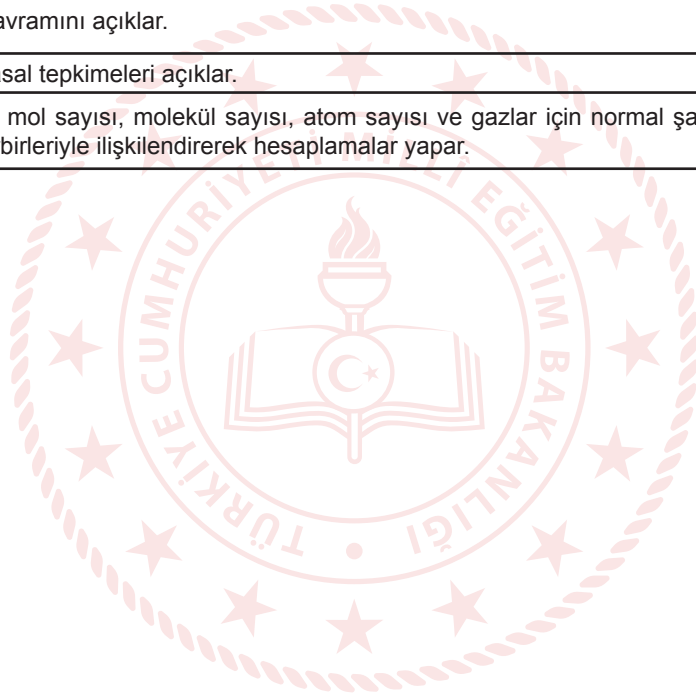 avramını açıklar.
sal tepkimeleri açıklar.
mol sayısı, molekül sayısı, atom sayısı ve gazlar için normal şa
birleriyle ilişkilendirerek hesaplamalar yapar.
TÜRKİYE CUMHURİYETİ MİLLÎ EĞİTİM BAKANLIĞI